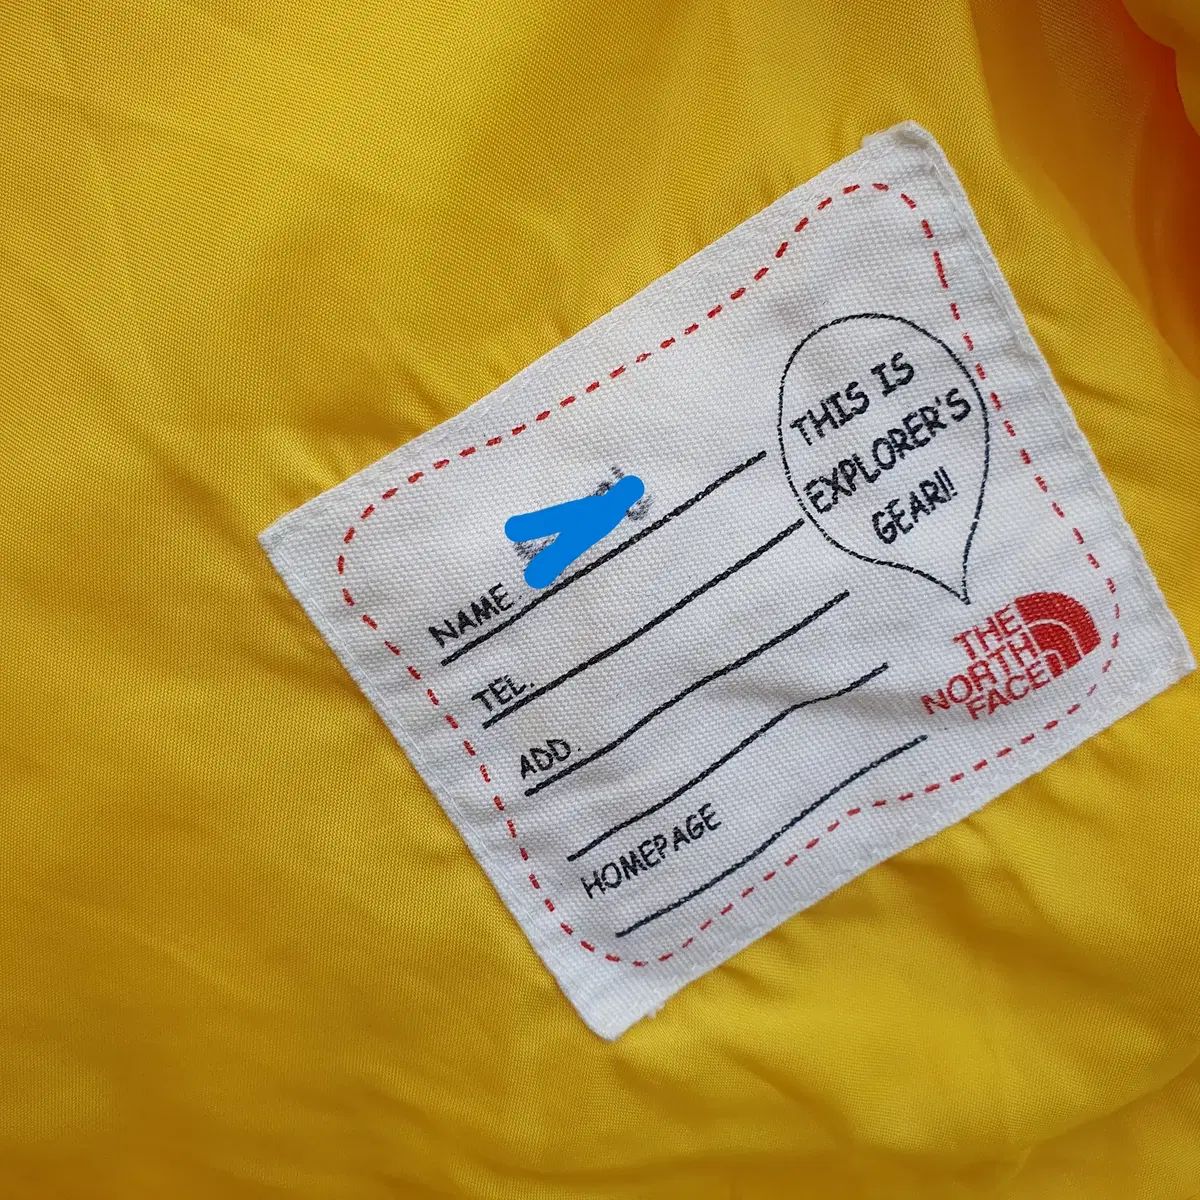 THIS IS
EXPLORER'S
GEAR!!
NAME.
TEL.
ADD.
HOMEPAGE
THE
NORTH
FACE